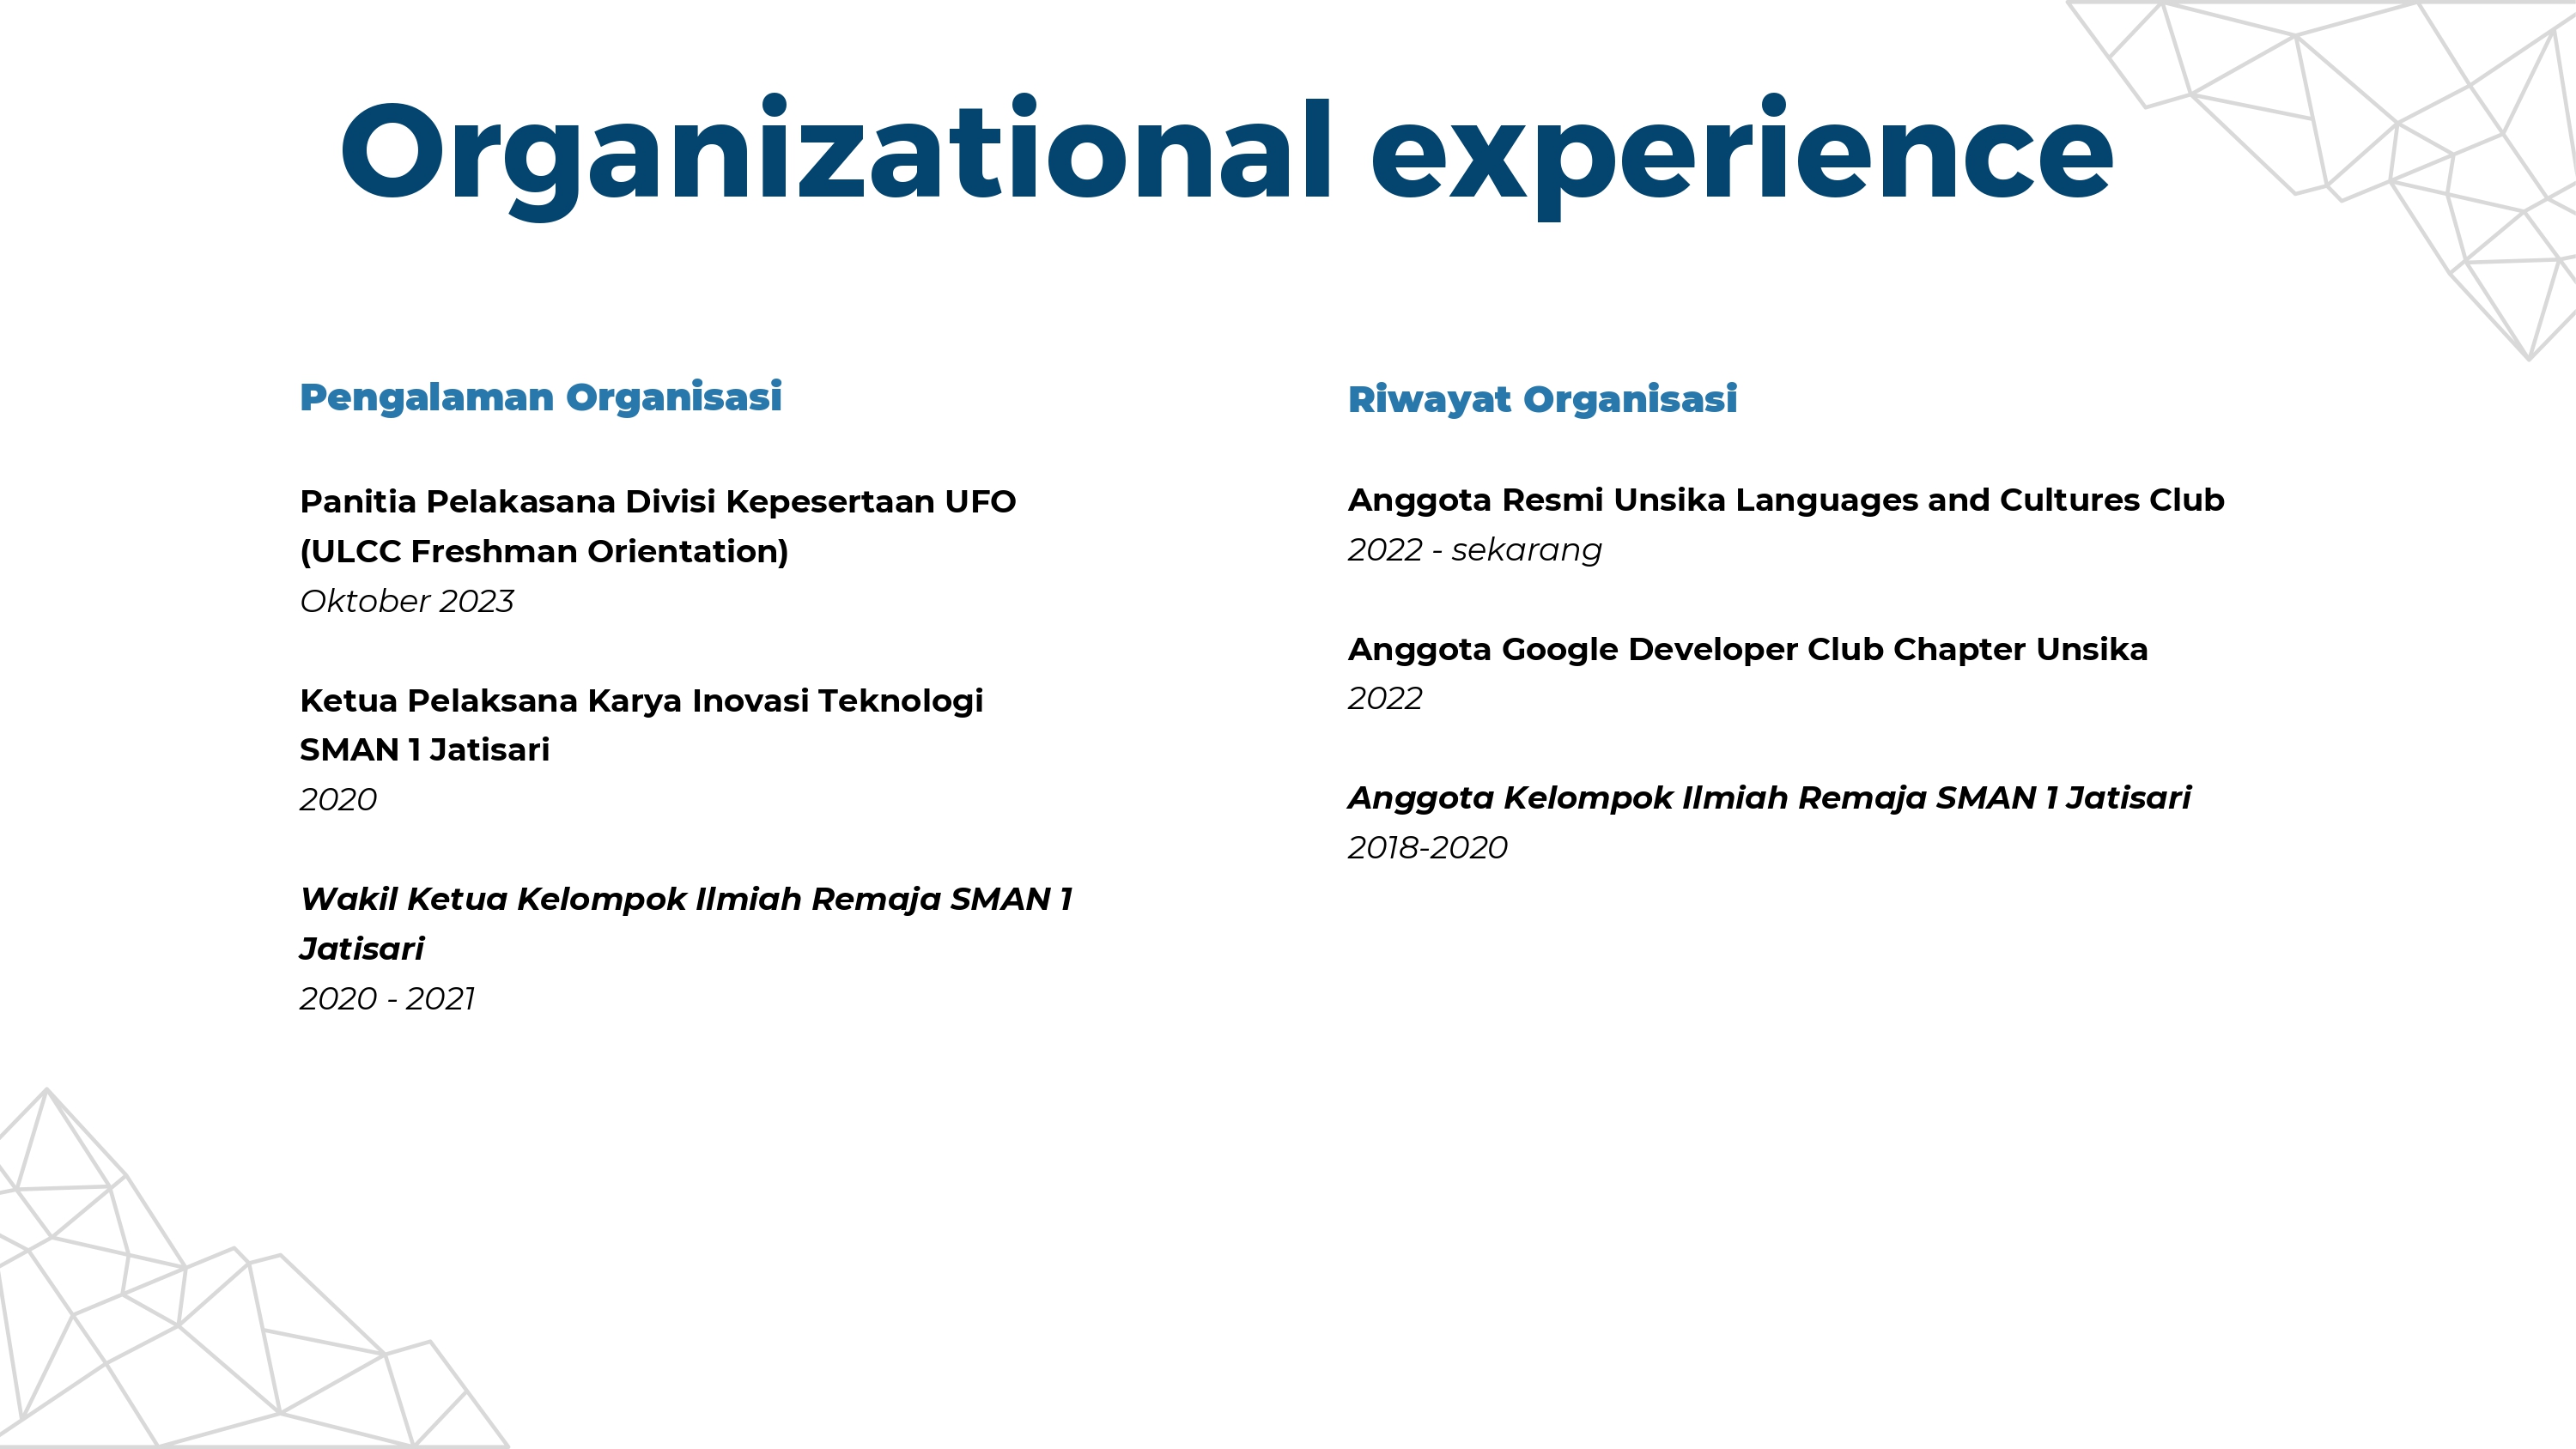 Organizational experience
Pengalaman Organisasi
Panitia Pelakasana Divisi Kepesertaan UFO
(ULCC Freshman Orientation)
Oktober 2023
Ketua Pelaksana Karya Inovasi Teknologi
SMAN 1 Jatisari
2020
Wakil Ketua Kelompok Ilmiah Remaja SMAN 1
Jatisari
2020 - 2021
Riwayat Organisasi
Anggota Resmi Unsika Languages and Cultures Club
2022 - sekarang
Anggota Google Developer Club Chapter Unsika
2022
Anggota Kelompok Ilmiah Remaja SMAN 1 Jatisari
2018-2020